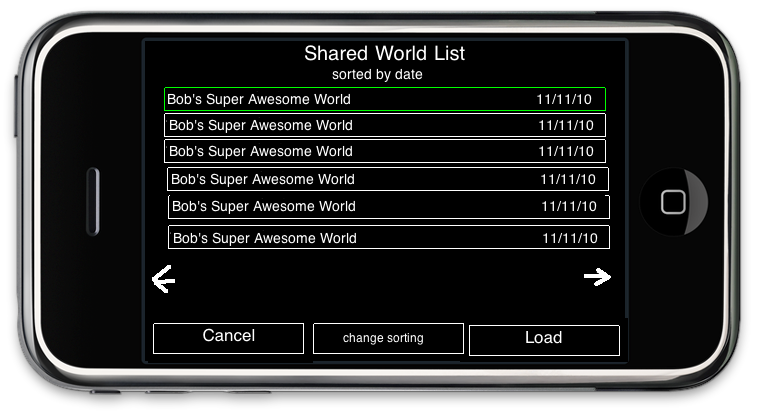 Shared World List
sorted by date
Bob's Super Awesome World 11/11/10
Bob's Super Awesome World 11/11/10
Bob's Super Awesome World 11/11/10
Bob's Super Awesome World 11/11/10
Bob's Super Awesome World 11/11/10
Bob's Super Awesome World 11/11/10
Cancel change sorting Load